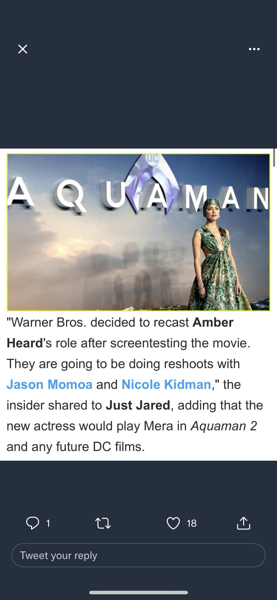 DC
AQUAMAN
"Warner Bros. decided to recast Amber
Heard's role after screentesting the movie.
They are going to be doing reshoots with
Jason Momoa and Nicole Kidman," the
insider shared to Just Jared, adding that the
new actress would play Mera in Aquaman 2
and any future DC films.
1 18
Tweet your reply